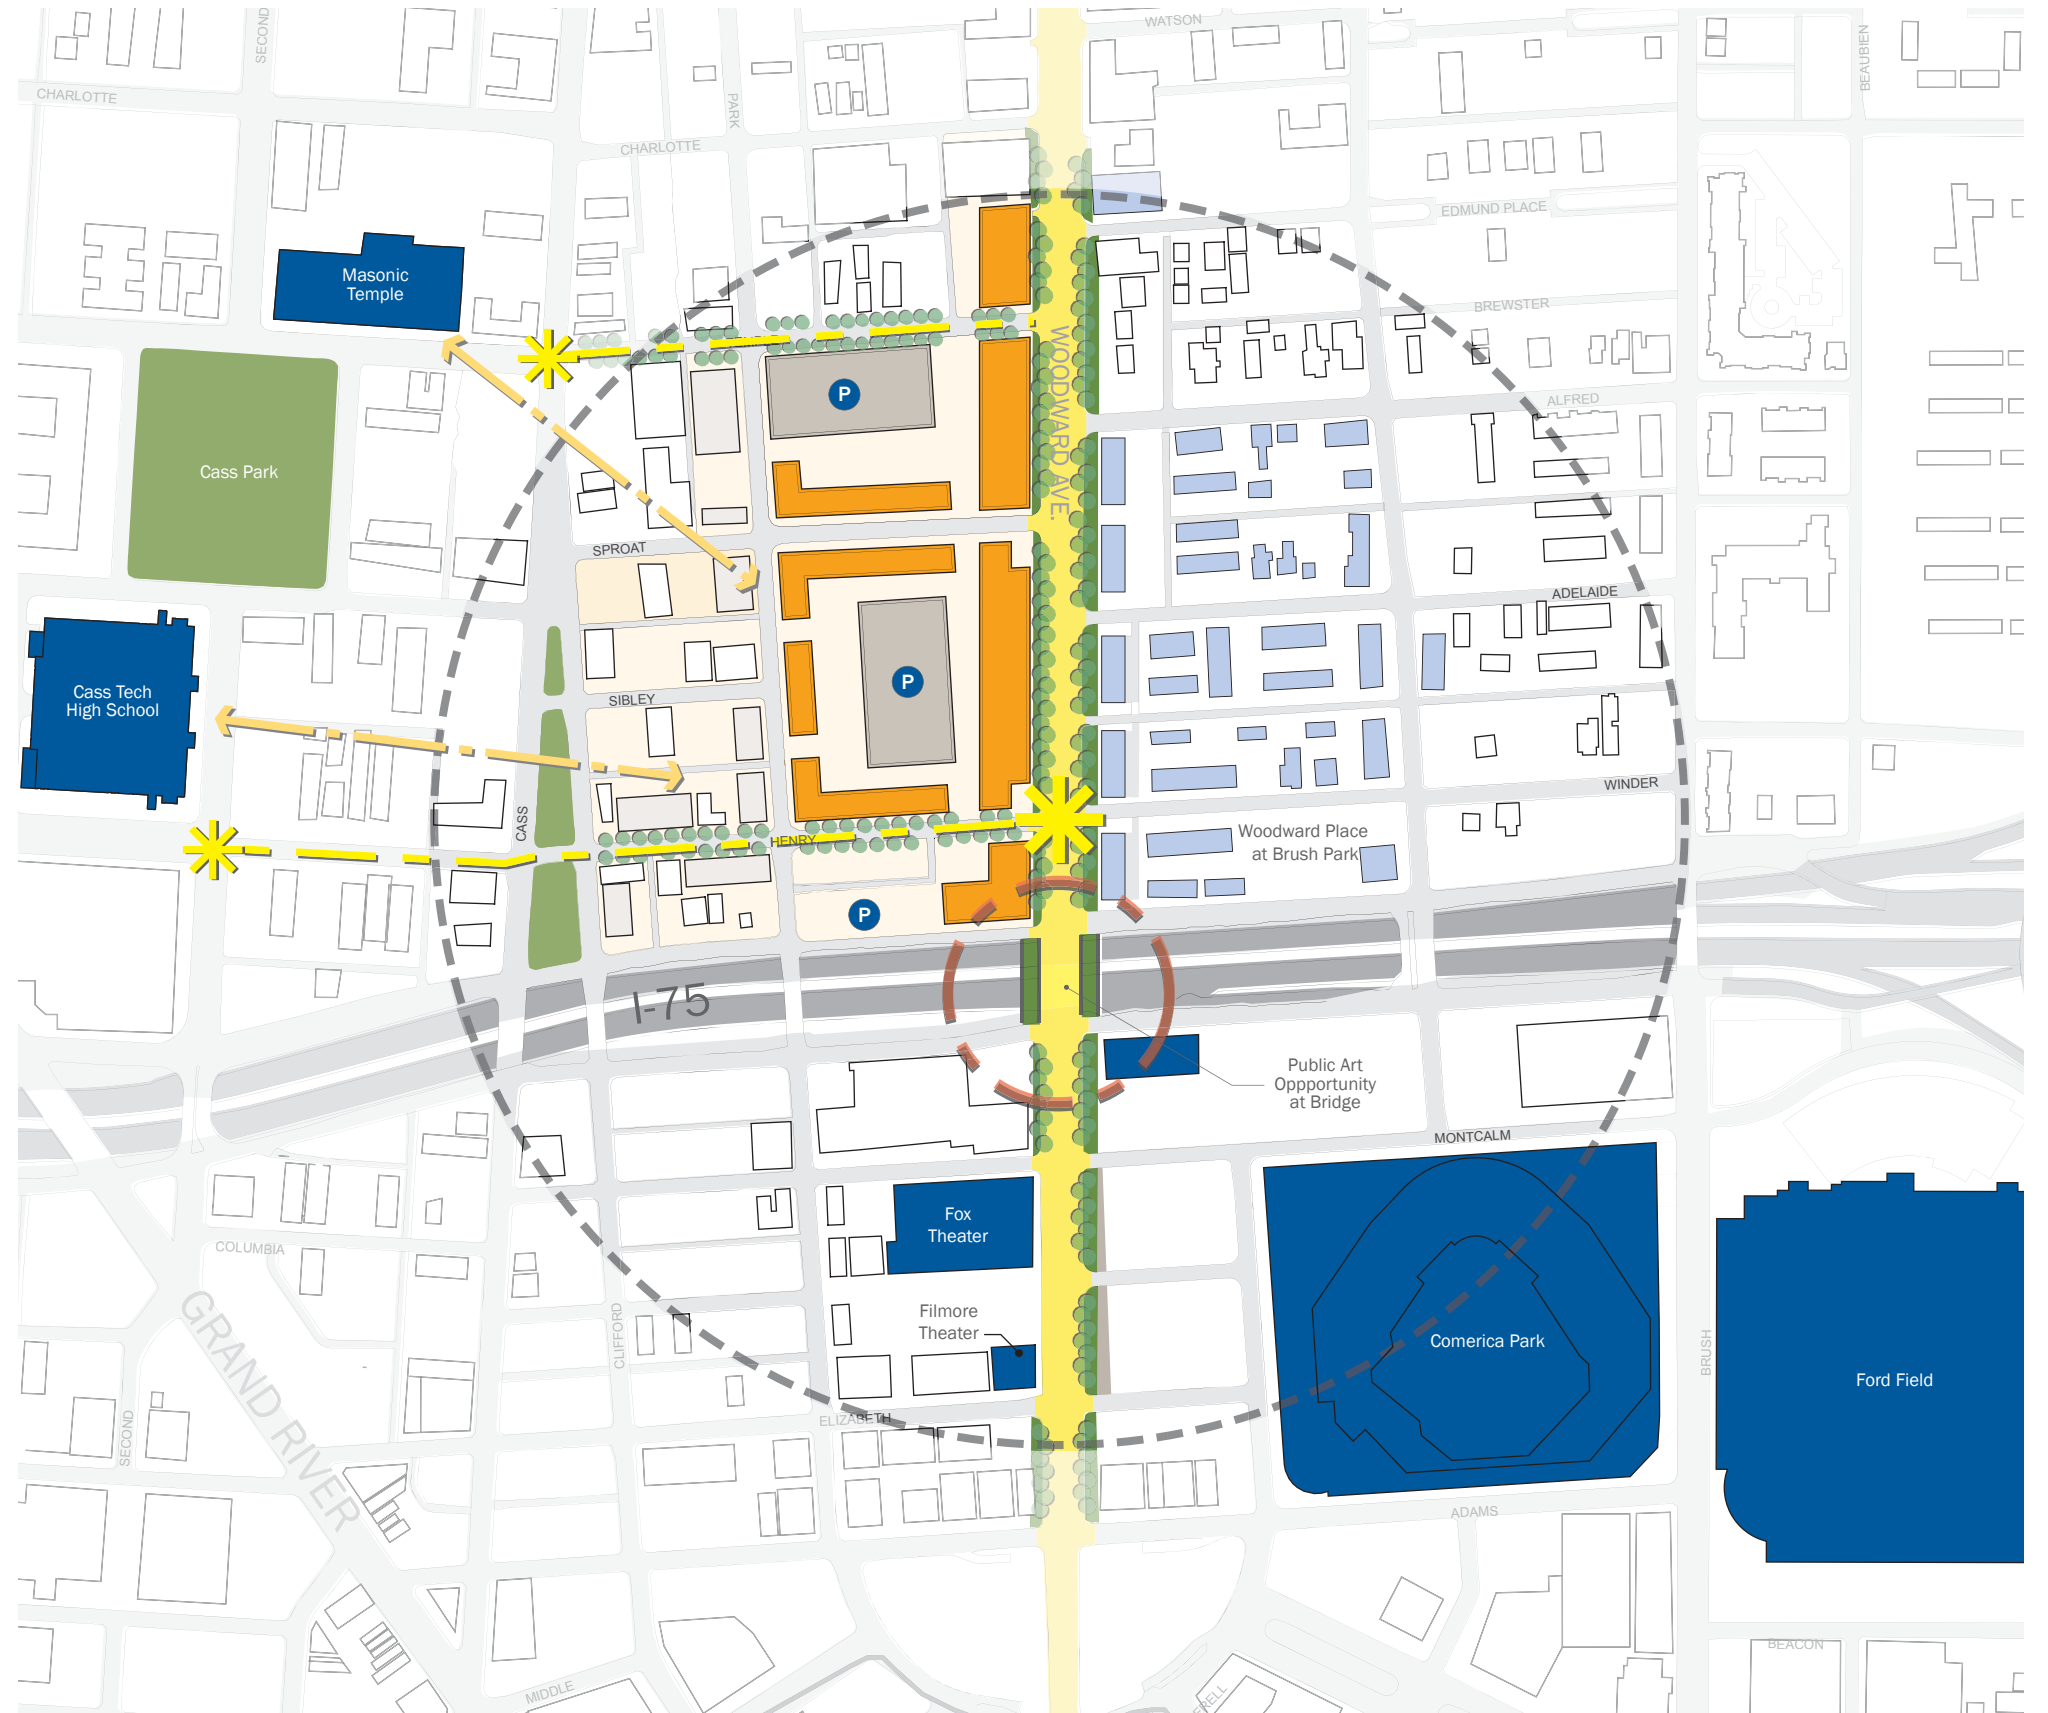 WATSON
SECOND
BEAUBIEN
CHARLOTTE
PARK
CHARLOTTE
EDMUND PLACE
Masonic
Temple
BREWSTER
WOODWARD AVE.
P
ALFRED
Cass Park
SPROAT
ADELAIDE
Cass Tech
High School
SIBLEY
P
WINDER
CASS
HENRY
Woodward Place
at Brush Park
P
I-75
Public Art
Oppportunity
at Bridge
MONTCALM
Fox
Theater
COLUMBIA
GRAND RIVER
CLIFFORD
Filmore
Theater
Comerica Park
BRUSH
Ford Field
ELIZABETH
SECOND
ADAMS
BEACON
MIDDLE